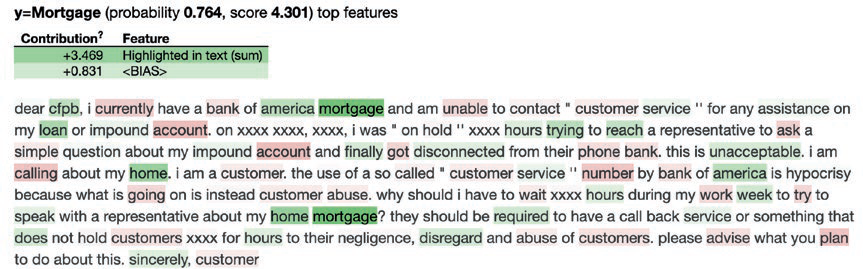 y=Mortgage (probability 0.764, score 4.301) top features
Contribution? Feature
+3.469 Highlighted in text (sum)
+0.831 <BIAS>
dear cfpb, i currently have a bank of america mortgage and am unable to contact " customer service '' for any assistance on
my loan or impound account. on xxxx xxxx, xxxx, i was " on hold '' xxxx hours trying to reach a representative to ask a
simple question about my impound account and finally got disconnected from their phone bank. this is unacceptable. i am
calling about my home. i am a customer. the use of a so called " customer service '' number by bank of america is hypocrisy
because what is going on is instead customer abuse. why should i have to wait xxxx hours during my work week to try to
speak with a representative about my home mortgage? they should be required to have a call back service or something that
does not hold customers xxxx for hours to their negligence, disregard and abuse of customers. please advise what you plan
to do about this. sincerely, customer